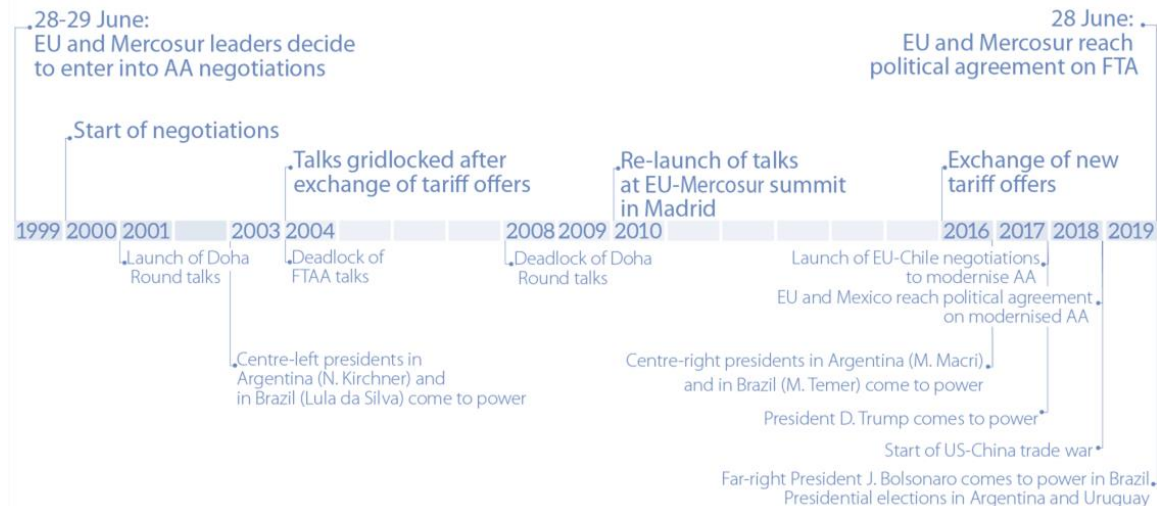 28-29 June:
EU and Mercosur leaders decide
to enter into AA negotiations
28 June:
EU and Mercosur reach
political agreement on FTA
Start of negotiations
Talks gridlocked after
exchange of tariff offers
Re-launch of talks
at EU-Mercosur summit
in Madrid
Exchange of new
tariff offers
1999 2000 2001 2003 2004 2008 2009 2010 2016 2017 2018 2019
Launch of Doha
Round talks
Deadlock of
FTAA talks
Deadlock of Doha
Round talks
Launch of EU-Chile negotiations
to modernise AA
EU and Mexico reach political agreement
on modernised AA
Centre-left presidents in
Argentina (N. Kirchner) and
in Brazil (Lula da Silva) come to power
Centre-right presidents in Argentina (M. Macri)
and in Brazil (M. Temer) come to power
President D. Trump comes to power
Start of US-China trade war
Far-right President J. Bolsonaro comes to power in Brazil
Presidential elections in Argentina and Uruguay